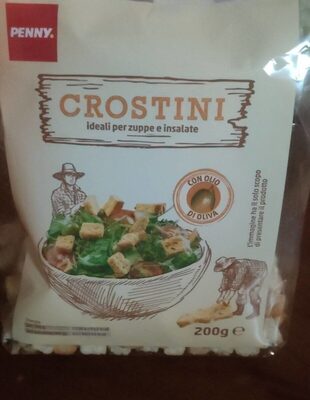 PENNY.
CROSTINI
ideali per zuppe e insalate
CON OLIO
DI OLIVA
L'immagine ha il solo scopo
di presentare il prodotto
200g e